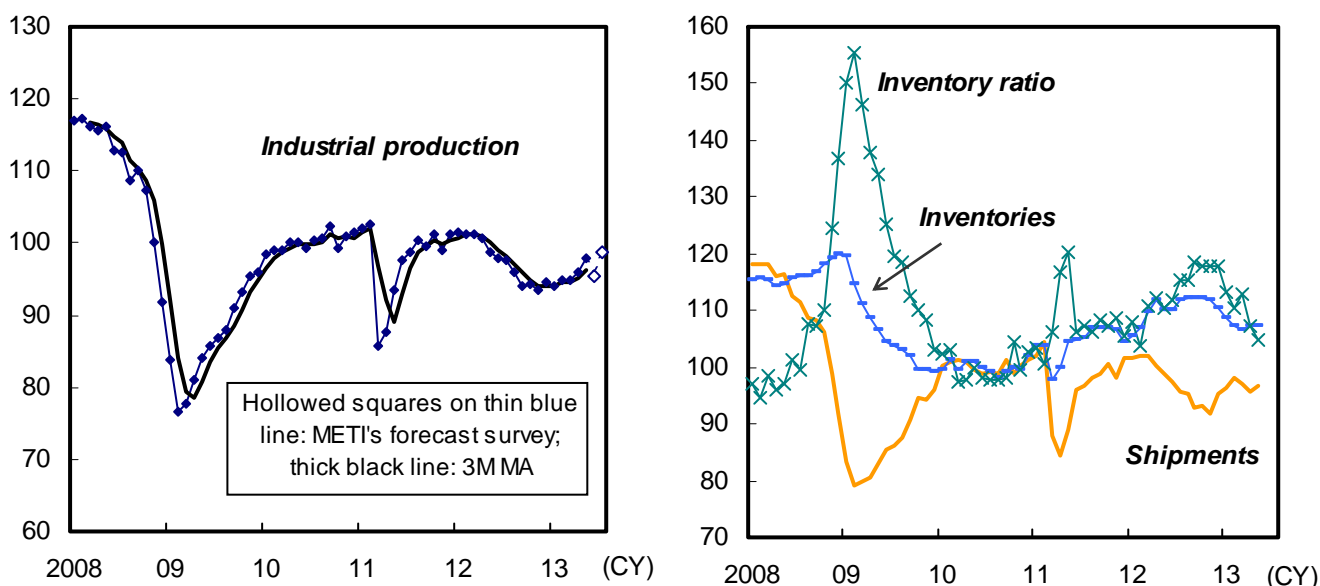 130
120
110
100
90
80
70
60
2008 09 10 11 12 13 (CY)
Industrial production
Hollowed squares on thin blue
line: METI's forecast survey;
thick black line: 3M MA
160
150
140
130
120
110
100
90
80
70
2008 09 10 11 12 13 (CY)
Inventory ratio
Inventories
Shipments